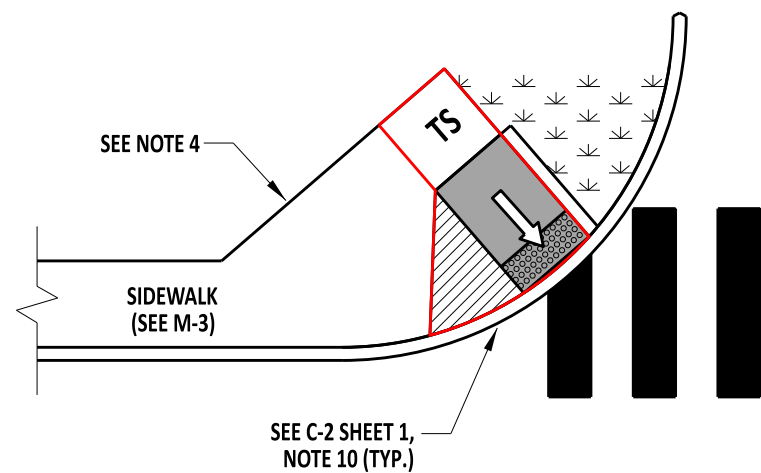 TS
SEE NOTE 4
SIDEWALK
(SEE M-3)
SEE C-2 SHEET 1,
NOTE 10 (TYP.)